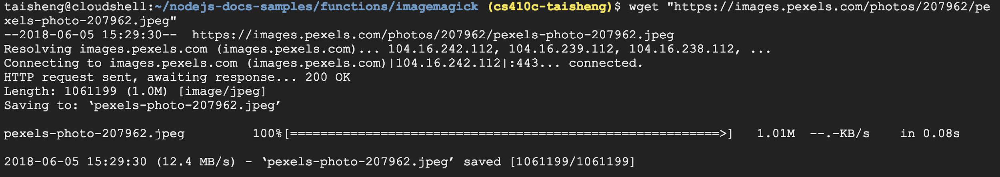 taisheng@cloudshell:~/nodejs-docs-samples/functions/imagemagick (cs410c-taisheng)$ wget "https://images.pexels.com/photos/207962/pe
xels-photo-207962.jpeg"
--2018-06-05 15:29:30--  https://images.pexels.com/photos/207962/pexels-photo-207962.jpeg
Resolving images.pexels.com (images.pexels.com)... 104.16.242.112, 104.16.239.112, 104.16.238.112, ...
Connecting to images.pexels.com (images.pexels.com)|104.16.242.112|:443... connected.
HTTP request sent, awaiting response... 200 OK
Length: 1061199 (1.0M) [image/jpeg]
Saving to: ‘pexels-photo-207962.jpeg’
pexels-photo-207962.jpeg         100%[=========================================================>]   1.01M  --.-KB/s    in 0.08s
2018-06-05 15:29:30 (12.4 MB/s) - ‘pexels-photo-207962.jpeg’ saved [1061199/1061199]